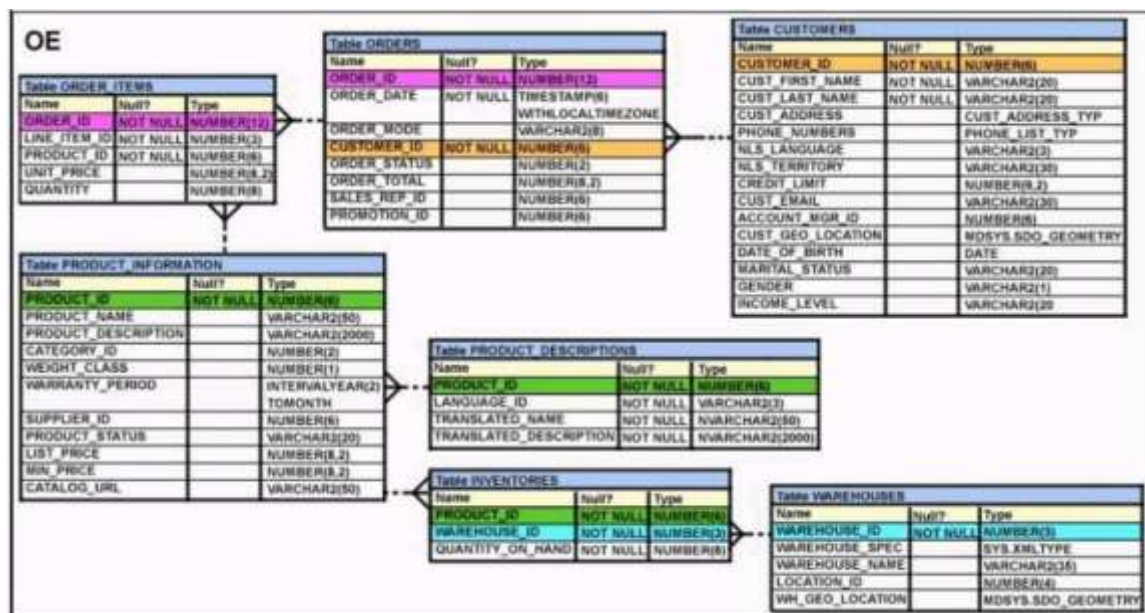 OE
Table ORDER_ITEMS
Name Null? Type
ORDER_ID NOT NULL NUMBER(12)
LINE_ITEM_ID NOT NULL NUMBER(3)
PRODUCT_ID NOT NULL NUMBER(6)
UNIT_PRICE NUMBER(8,2)
QUANTITY NUMBER(8)
Table ORDERS
Name Null? Type
ORDER_ID NOT NULL NUMBER(12)
ORDER_DATE NOT NULL TIMESTAMP(6)
WITHLOCALTIMEZONE
ORDER_MODE VARCHAR2(8)
CUSTOMER_ID NOT NULL NUMBER(6)
ORDER_STATUS NUMBER(2)
ORDER_TOTAL NUMBER(8,2)
SALES_REP_ID NUMBER(6)
PROMOTION_ID NUMBER(6)
Table CUSTOMERS
Name Null? Type
CUSTOMER_ID NOT NULL NUMBER(6)
CUST_FIRST_NAME NOT NULL VARCHAR2(20)
CUST_LAST_NAME NOT NULL VARCHAR2(20)
CUST_ADDRESS CUST_ADDRESS_TYP
PHONE_NUMBERS PHONE_LIST_TYP
NLS_LANGUAGE VARCHAR2(3)
NLS_TERRITORY VARCHAR2(30)
CREDIT_LIMIT NUMBER(9,2)
CUST_EMAIL VARCHAR2(30)
ACCOUNT_MGR_ID NUMBER(6)
CUST_GEO_LOCATION MDSYS.SDO_GEOMETRY
DATE_OF_BIRTH DATE
MARITAL_STATUS VARCHAR2(20)
GENDER VARCHAR2(1)
INCOME_LEVEL VARCHAR2(20
Table PRODUCT_INFORMATION
Name Null? Type
PRODUCT_ID NOT NULL NUMBER(6)
PRODUCT_NAME VARCHAR2(50)
PRODUCT_DESCRIPTION VARCHAR2(2000)
CATEGORY_ID NUMBER(2)
WEIGHT_CLASS NUMBER(1)
WARRANTY_PERIOD INTERVALYEAR(2)
TOMONTH
SUPPLIER_ID NUMBER(6)
PRODUCT_STATUS VARCHAR2(20)
LIST_PRICE NUMBER(8,2)
MIN_PRICE NUMBER(8,2)
CATALOG_URL VARCHAR2(50)
Table PRODUCT_DESCRIPTIONS
Name Null? Type
PRODUCT_ID NOT NULL NUMBER(6)
LANGUAGE_ID NOT NULL VARCHAR2(3)
TRANSLATED_NAME NOT NULL NVARCHAR2(50)
TRANSLATED_DESCRIPTION NOT NULL NVARCHAR2(2000)
Table INVENTORIES
Name Null? Type
PRODUCT_ID NOT NULL NUMBER(6)
WAREHOUSE_ID NOT NULL NUMBER(3)
QUANTITY_ON_HAND NOT NULL NUMBER(8)
Table WAREHOUSES
Name Null? Type
WAREHOUSE_ID NOT NULL NUMBER(3)
WAREHOUSE_SPEC SYS.XMLTYPE
WAREHOUSE_NAME VARCHAR2(35)
LOCATION_ID NUMBER(4)
WH_GEO_LOCATION MDSYS.SDO_GEOMETRY